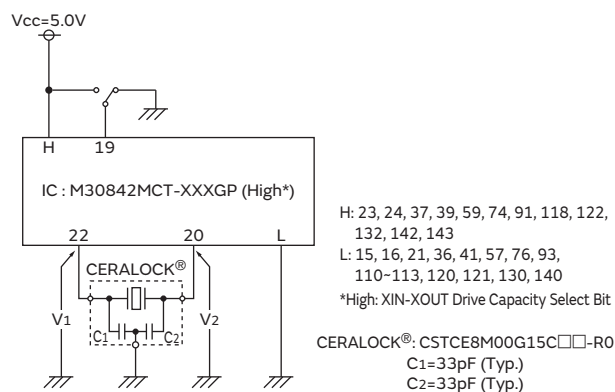 Vcc=5.0V
H
19
IC : M30842MCT-XXXGP (High*)
22
20
L
CERALOCK®
V1
C1
C2
V2
H: 23, 24, 37, 39, 59, 74, 91, 118, 122,
132, 142, 143
L: 15, 16, 21, 36, 41, 57, 76, 93,
110~113, 120, 121, 130, 140
*High: XIN-XOUT Drive Capacity Select Bit
CERALOCK®: CSTCE8M00G15C□□-R0
C1=33pF (Typ.)
C2=33pF (Typ.)